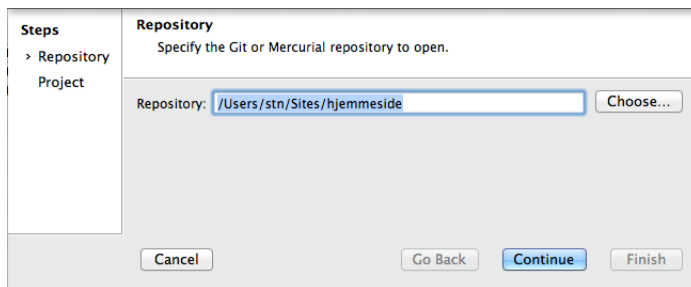 Steps
› Repository
Project
Repository
Specify the Git or Mercurial repository to open.
Repository: /Users/stn/Sites/hjemmeside Choose...
Cancel Go Back Continue Finish